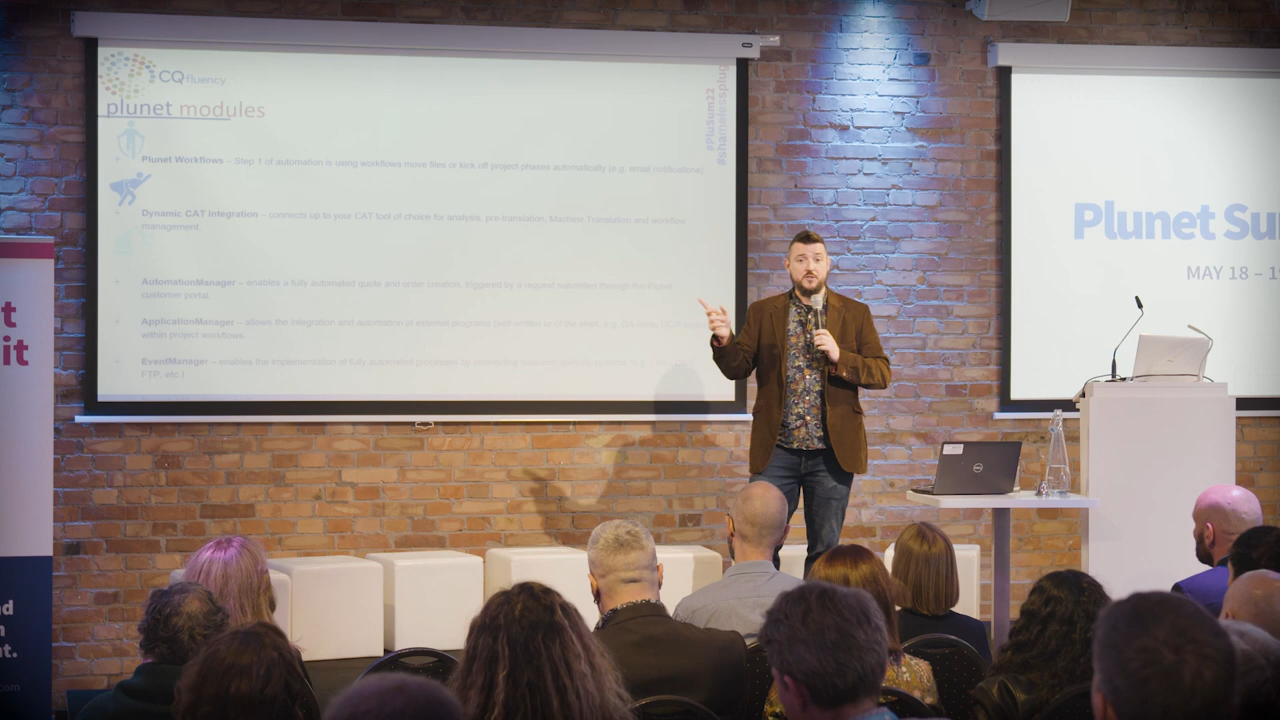 CQfluency
plunet modules
#PluSum22
#shamelessplug
Plunet Workflows – Step 1 of automation is using workflows move files or kick off project phases automatically (e.g. email notifications)
Dynamic CAT Integration – connects up to your CAT tool of choice for analysis, pre-translation, Machine Translation and workflow
management.
AutomationManager – enables a fully automated quote and order creation, triggered by a request submitted through the
customer portal.
ApplicationManager – allows the integration and automation of external programs
within project workflows.
EventManager – enables the implementation of fully automated processes by
FTP, etc.)
Plunet Su
MAY 18 – 1
t
it
nd
n
t.
.com
DELL